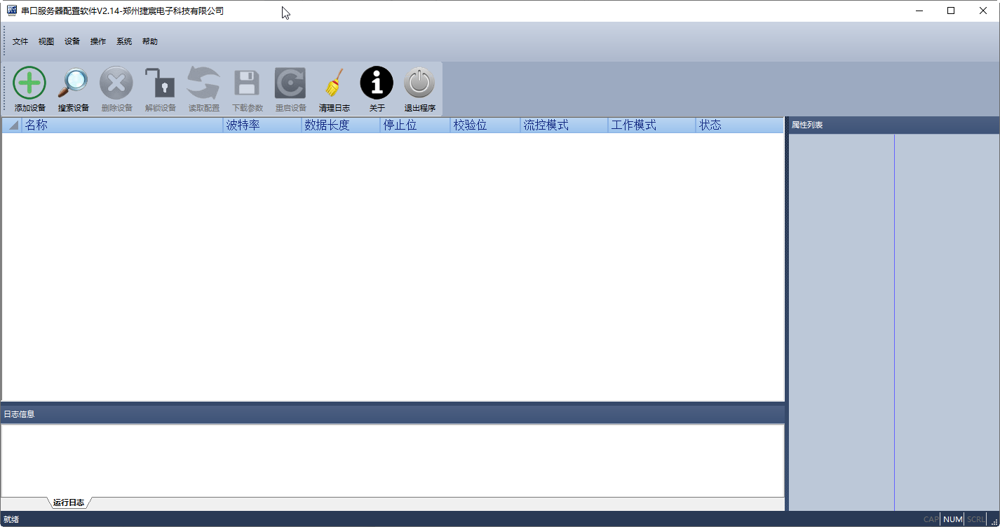 串口服务器配置软件V2.14-郑州捷宸电子科技有限公司
文件 视图 设备 操作 系统 帮助
添加设备 搜索设备 删除设备 解锁设备 读取配置 下载参数 重启设备 清理日志 关于 退出程序
名称 波特率 数据长度 停止位 校验位 流控模式 工作模式 状态
属性列表
日志信息
运行日志
就绪
CAP NUM SCRL